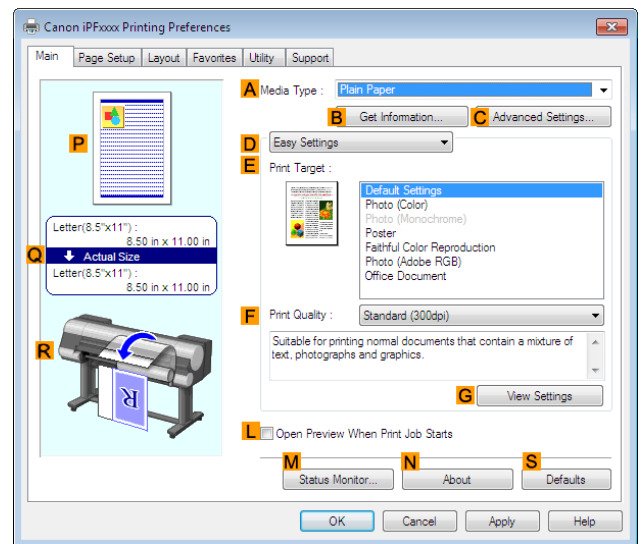 Canon iPFxxxx Printing Preferences
Main Page Setup Layout Favorites Utility Support
A Media Type : Plain Paper
B Get Information... C Advanced Settings...
D Easy Settings
E Print Target :
Default Settings
Photo (Color)
Photo (Monochrome)
Poster
Faithful Color Reproduction
Photo (Adobe RGB)
Office Document
F Print Quality : Standard (300dpi)
Suitable for printing normal documents that contain a mixture of
text, photographs and graphics.
G View Settings
L Open Preview When Print Job Starts
M Status Monitor... N About S Defaults
OK Cancel Apply Help
P
Letter(8.5"x11") :
8.50 in x 11.00 in
Q Actual Size
Letter(8.5"x11") :
8.50 in x 11.00 in
R
R